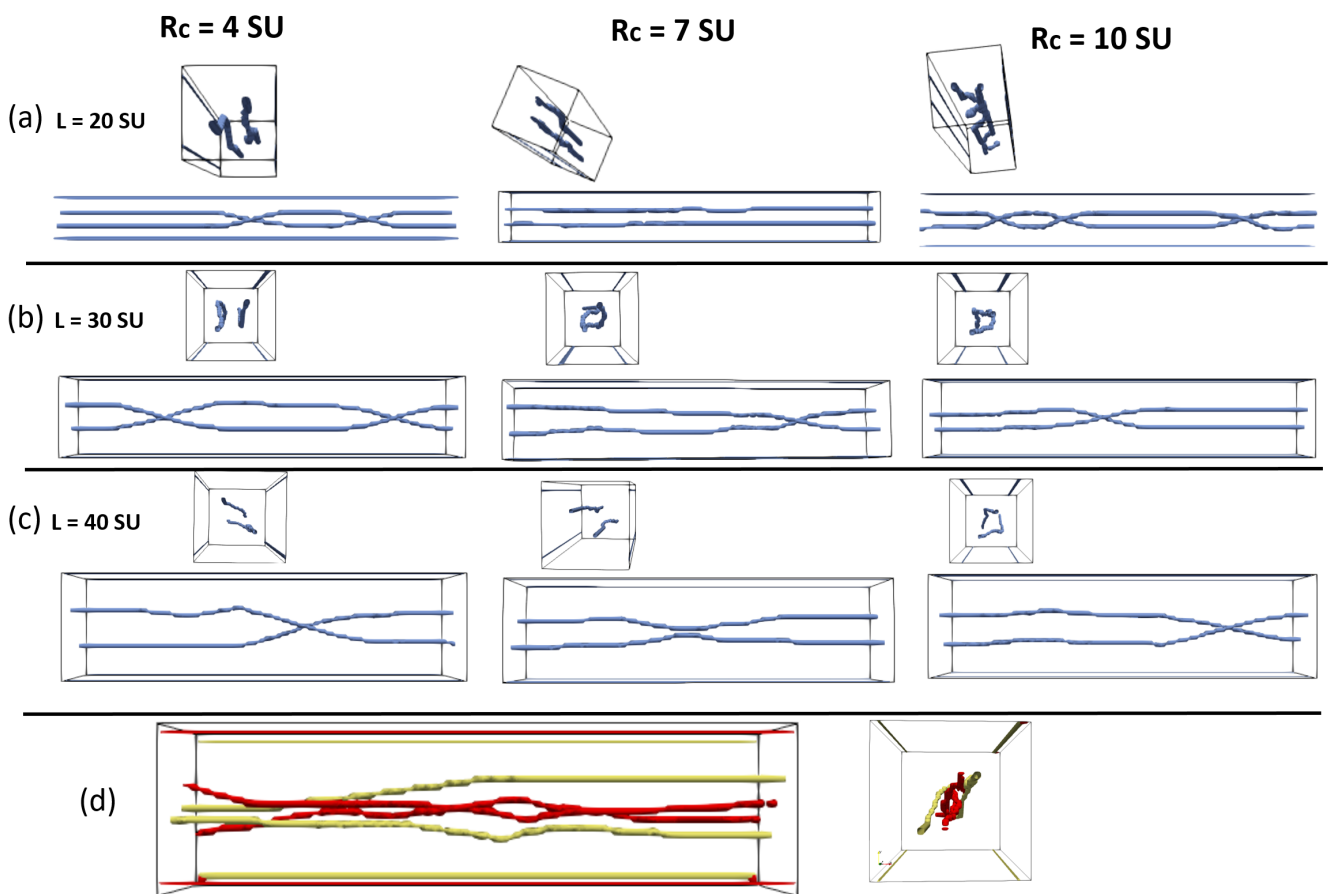 Rc = 4 SU
Rc = 7 SU
Rc = 10 SU
(a) L = 20 SU
(b) L = 30 SU
(c) L = 40 SU
(d)